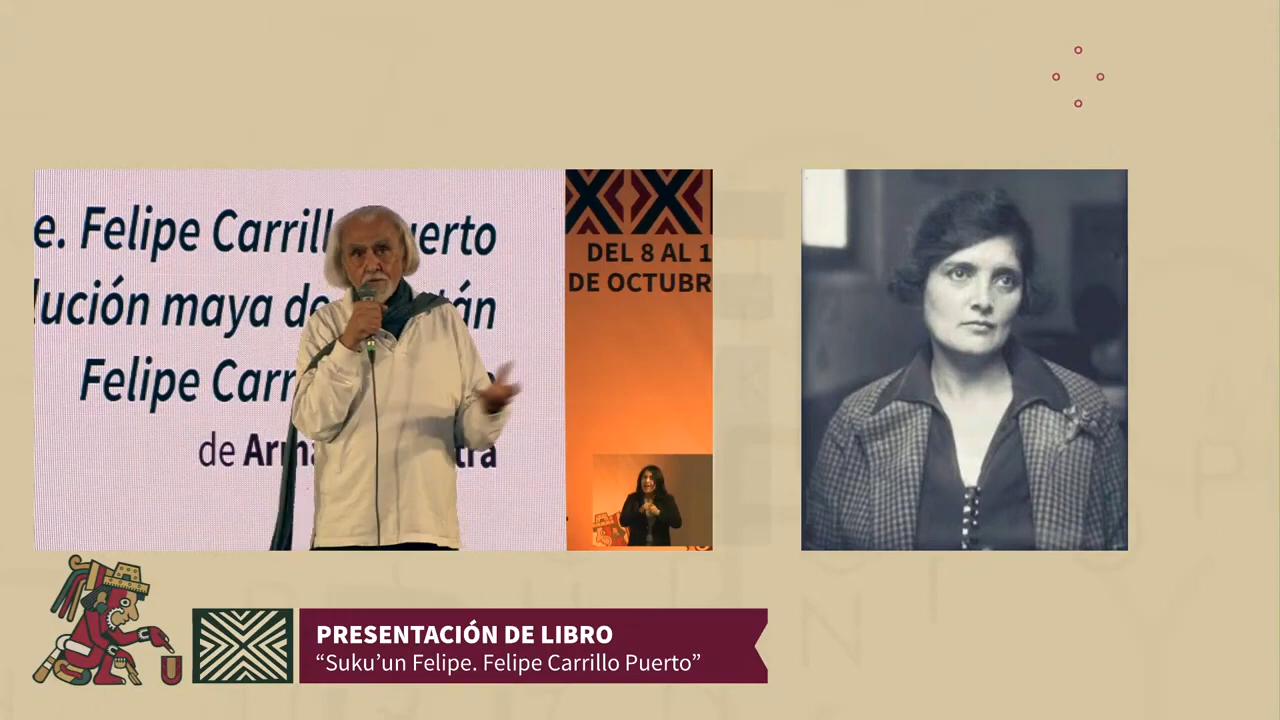 e. Felipe Carrill uerto
lución maya de tán
Felipe Carr
de Arma tra
DEL 8 AL 1
DE OCTUBR
PRESENTACIÓN DE LIBRO
“Suku’un Felipe. Felipe Carrillo Puerto”